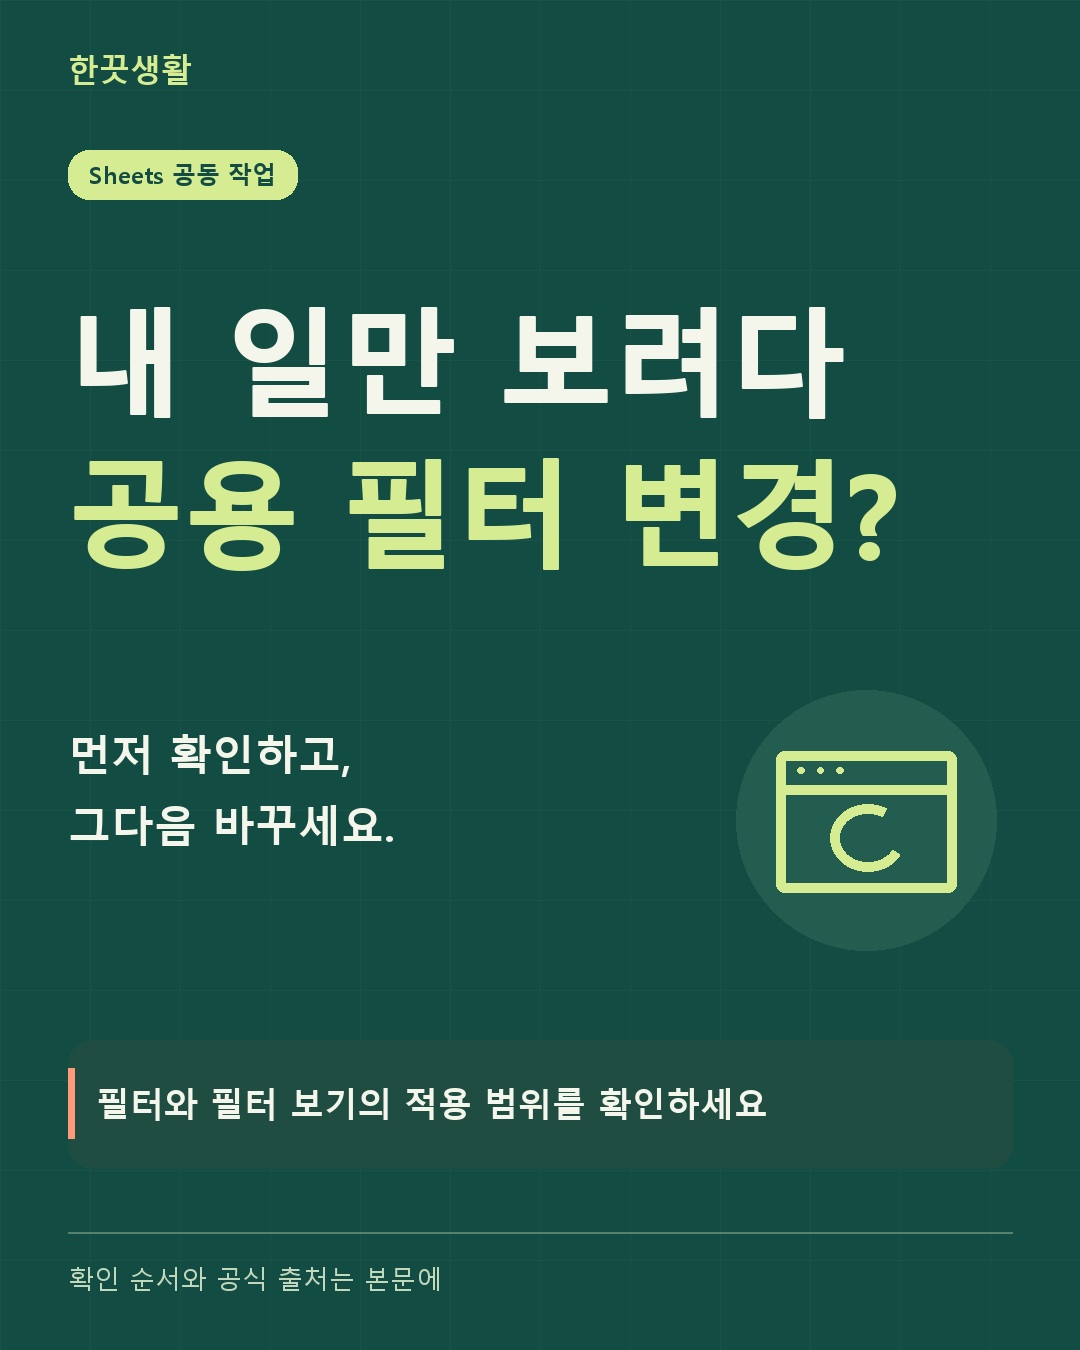 한끗생활
Sheets 공동 작업
내 일만 보려다
공용 필터 변경?
먼저 확인하고,
그다음 바꾸세요.
필터와 필터 보기의 적용 범위를 확인하세요
확인 순서와 공식 출처는 본문에